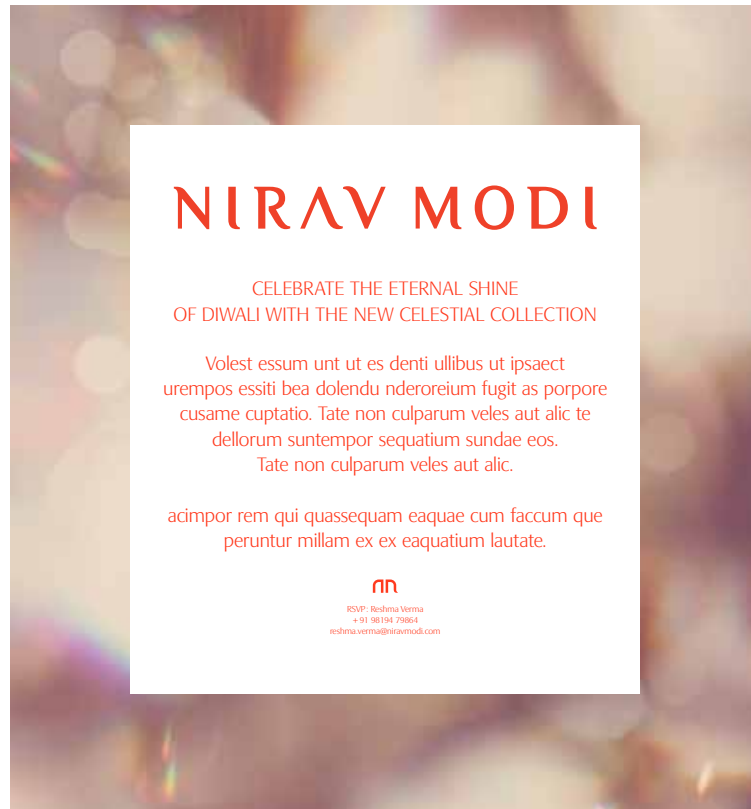 NIRAV MODI
CELEBRATE THE ETERNAL SHINE
OF DIWALI WITH THE NEW CELESTIAL COLLECTION
Volest essum unt ut es denti ullibus ut ipsaect
urempos essiti bea dolendu nderoreium fugit as porpore
cusame cuptatio. Tate non culparum veles aut alic te
dellorum suntempor sequatium sundae eos.
Tate non culparum veles aut alic.
acimpor rem qui quassequam eaquae cum faccum que
peruntur millam ex ex eaquatium lautate.
RSVP: Reshma Verma
+ 91 98194 79864
reshma.verma@niravmodi.com